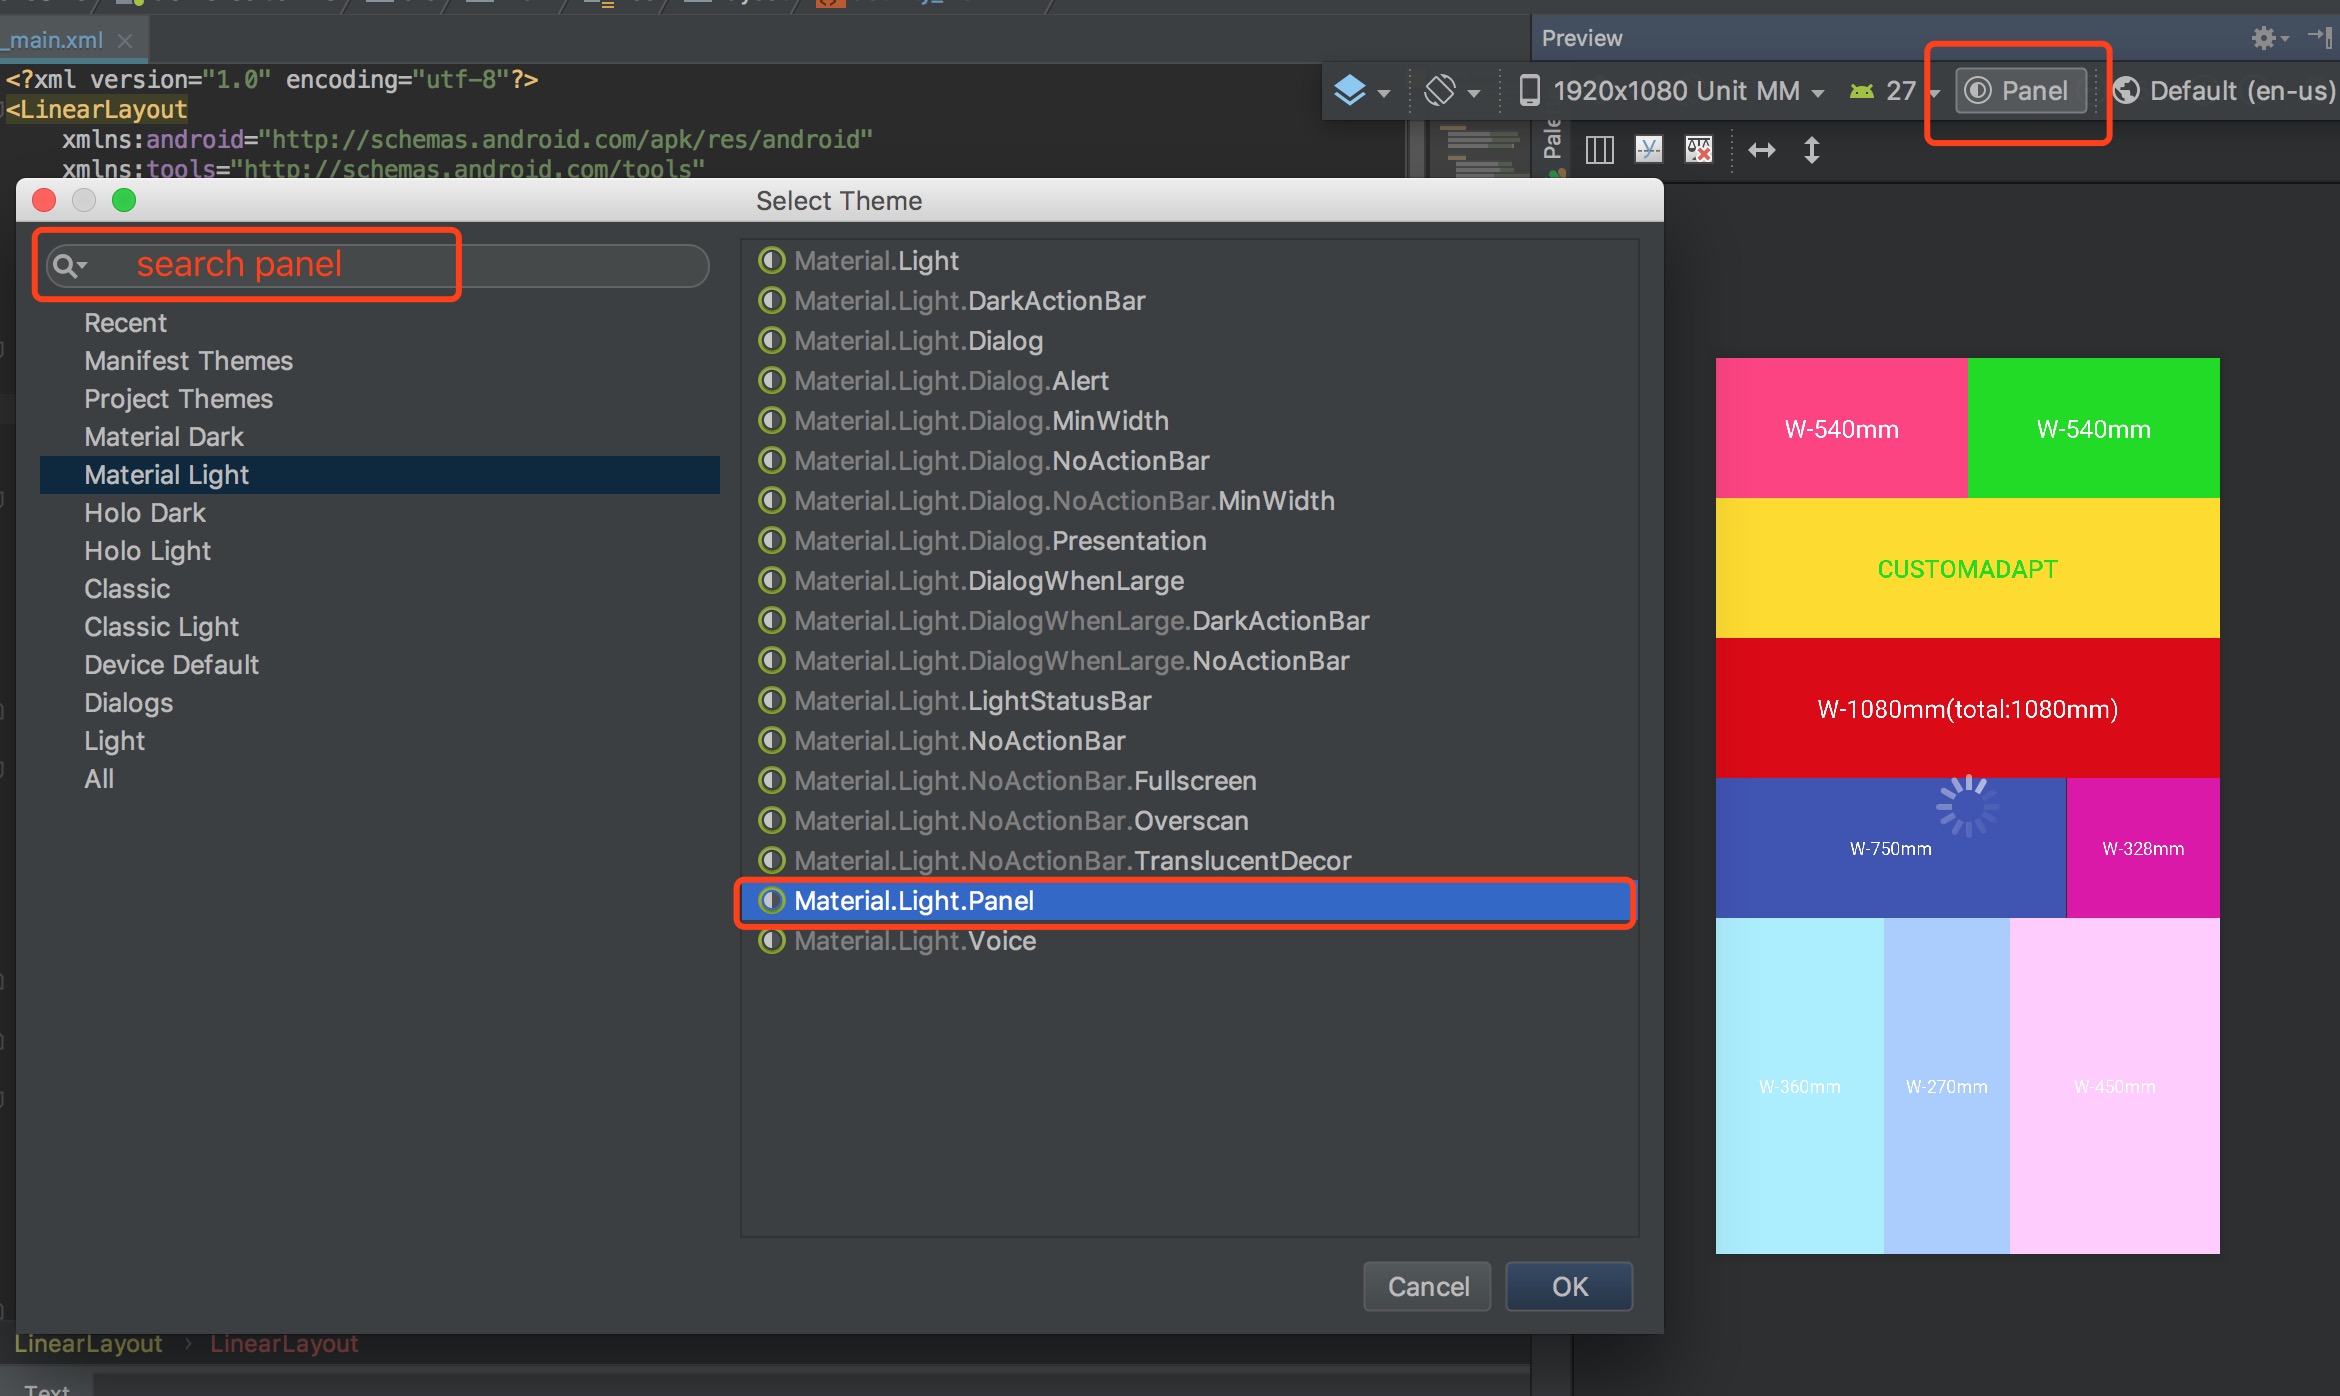 _main.xml
Preview
<?xml version="1.0" encoding="utf-8"?>
<LinearLayout
xmlns:android="http://schemas.android.com/apk/res/android"
xmlns:tools="http://schemas.android.com/tools"
1920x1080 Unit MM
27
Panel
Default (en-us)
Select Theme
search panel
Recent
Manifest Themes
Project Themes
Material Dark
Material Light
Holo Dark
Holo Light
Classic
Classic Light
Device Default
Dialogs
Light
All
Material.Light
Material.Light.DarkActionBar
Material.Light.Dialog
Material.Light.Dialog.Alert
Material.Light.Dialog.MinWidth
Material.Light.Dialog.NoActionBar
Material.Light.Dialog.NoActionBar.MinWidth
Material.Light.Dialog.Presentation
Material.Light.DialogWhenLarge
Material.Light.DialogWhenLarge.DarkActionBar
Material.Light.DialogWhenLarge.NoActionBar
Material.Light.LightStatusBar
Material.Light.NoActionBar
Material.Light.NoActionBar.Fullscreen
Material.Light.NoActionBar.Overscan
Material.Light.NoActionBar.TranslucentDecor
Material.Light.Panel
Material.Light.Voice
Cancel
OK
W-540mm
W-540mm
CUSTOMADAPT
W-1080mm(total:1080mm)
W-750mm
W-328mm
W-360mm
W-270mm
W-450mm
LinearLayout › LinearLayout
Text